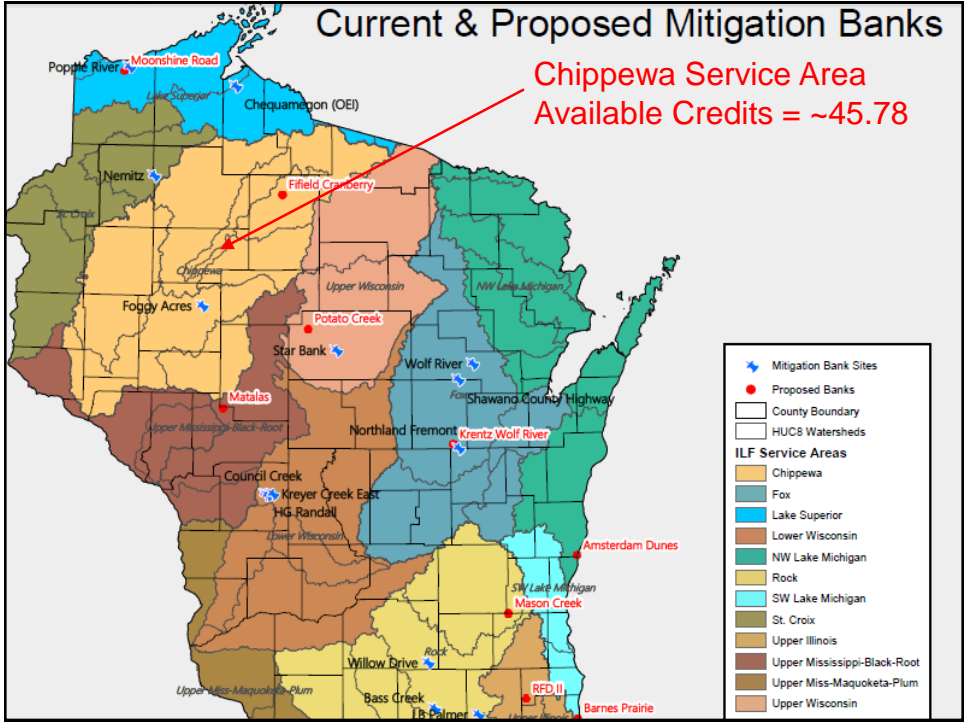 Current & Proposed Mitigation Banks
Chippewa Service Area
Available Credits = ~45.78
Popple River
Moonshine Road
Lake Superior
Chequamegon (OEI)
Nemitz
Fifield Cranberry
St. Croix
Chippewa
Upper Wisconsin
NW Lake Michigan
Foggy Acres
Potato Creek
Star Bank
Wolf River
Fox
Shawano County Highway
Matalas
Upper Mississippi-Black-Root
Northland Fremont
Krentz Wolf River
Council Creek
Kreyer Creek East
HG Randall
Lower Wisconsin
Amsterdam Dunes
SW Lake Michigan
Mason Creek
Rock
Willow Drive
Upper Miss-Maquoketa-Plum
Bass Creek
RFD II
LB Palmer
Upper Illinois
Barnes Prairie
Mitigation Bank Sites
Proposed Banks
County Boundary
HUC8 Watersheds
ILF Service Areas
Chippewa
Fox
Lake Superior
Lower Wisconsin
NW Lake Michigan
Rock
SW Lake Michigan
St. Croix
Upper Illinois
Upper Mississippi-Black-Root
Upper Miss-Maquoketa-Plum
Upper Wisconsin